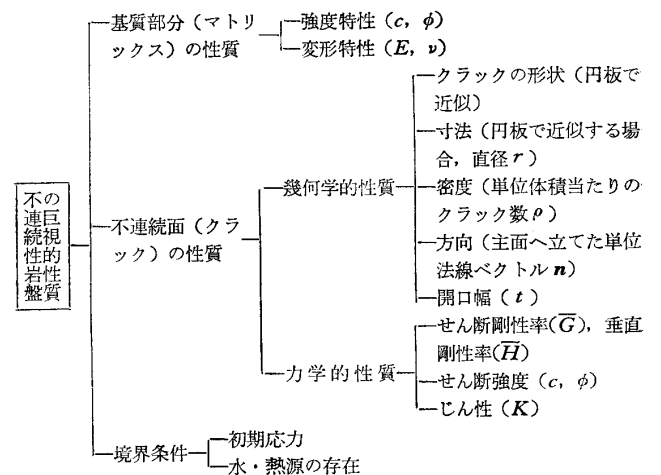 不連続性岩盤
の巨視的性質
基質部分（マトリ
ックス）の性質
強度特性（c, φ）
変形特性（E, ν）
不連続面（クラ
ック）の性質
幾何学的性質
クラックの形状（円板で
近似）
寸法（円板で近似する場
合，直径r）
密度（単位体積当たりの
クラック数ρ）
方向（主面へ立てた単位
法線ベクトルn）
開口幅（t）
力学的性質
せん断剛性率(G̅)，垂直
剛性率(H̅)
せん断強度（c, φ）
じん性（K）
境界条件
初期応力
水・熱源の存在